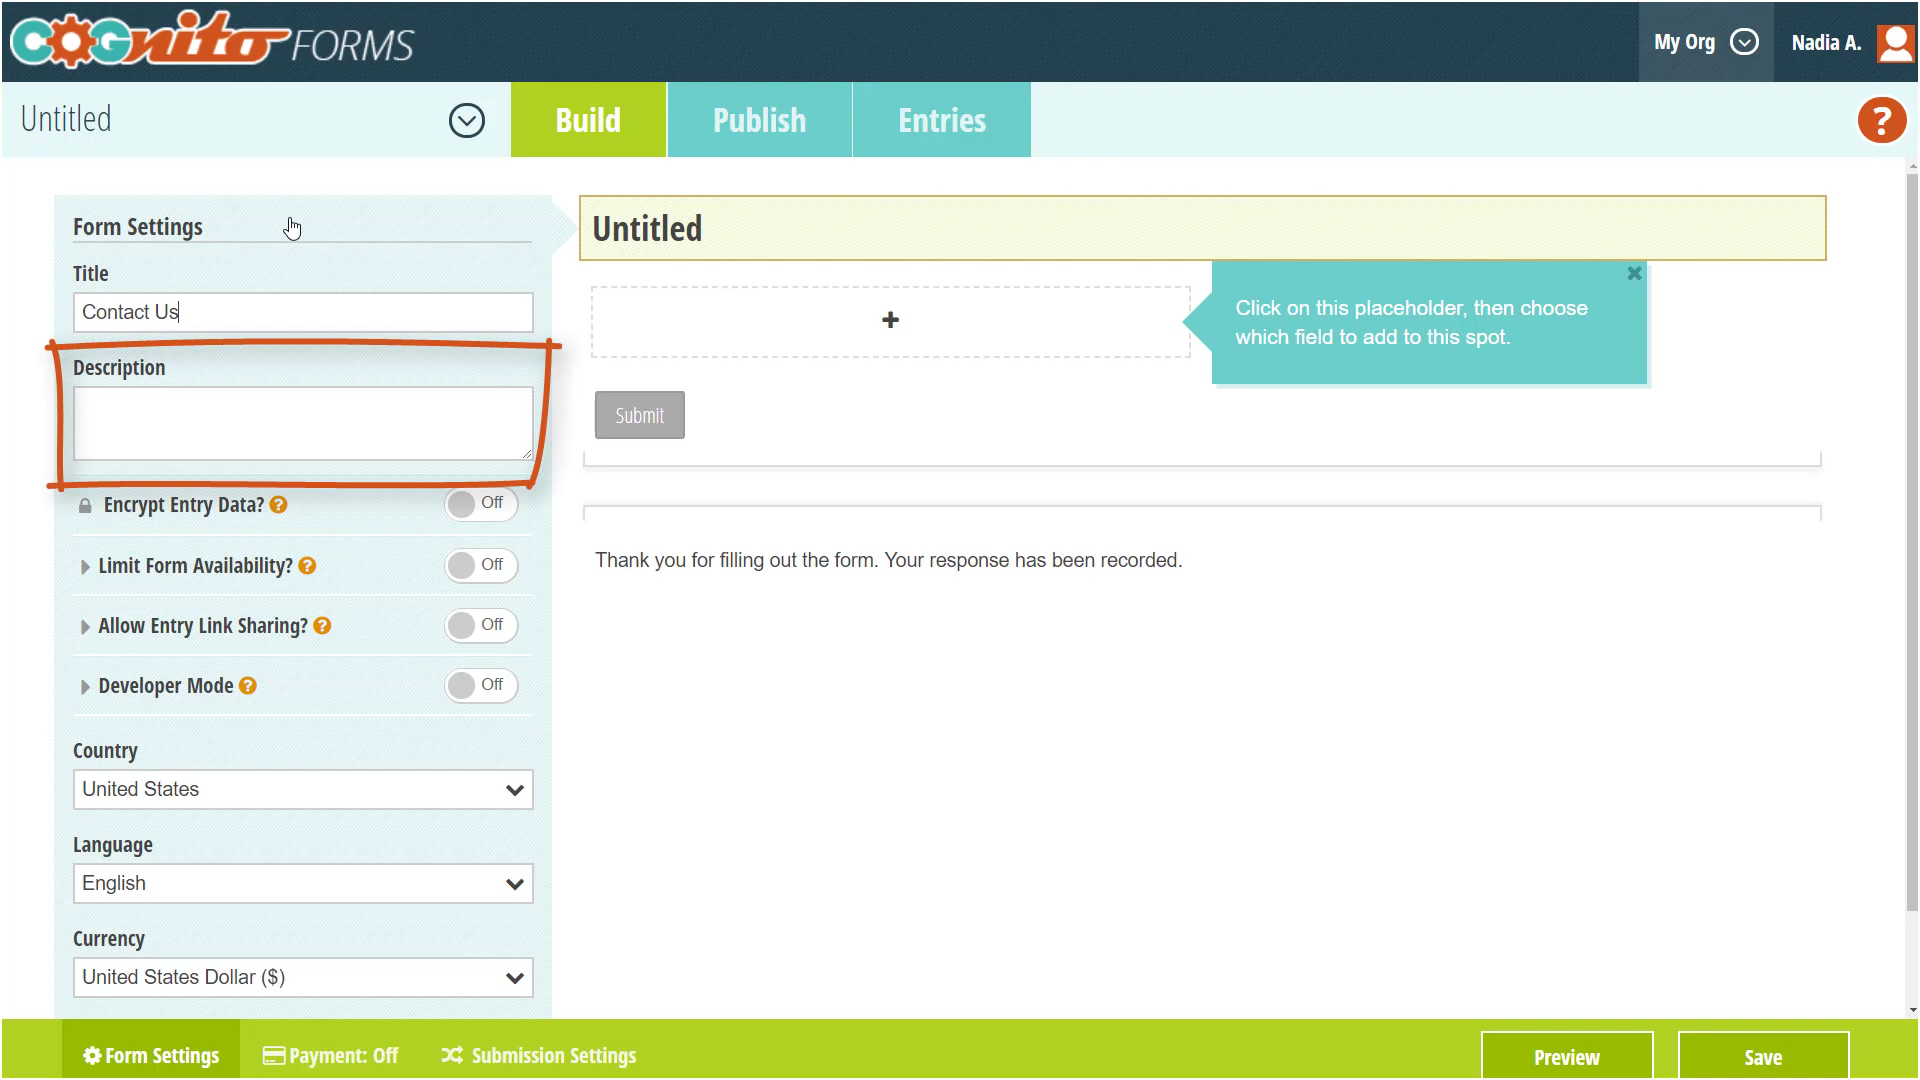 COGnito FORMS
My Org
Nadia A.
Untitled
Build
Publish
Entries
?
Form Settings
Title
Contact Us
Description
Encrypt Entry Data? ?
Off
Limit Form Availability? ?
Off
Allow Entry Link Sharing? ?
Off
Developer Mode ?
Off
Country
United States
Language
English
Currency
United States Dollar ($)
Untitled
+
Click on this placeholder, then choose
which field to add to this spot.
Submit
Thank you for filling out the form. Your response has been recorded.
Form Settings
Payment: Off
Submission Settings
Preview
Save